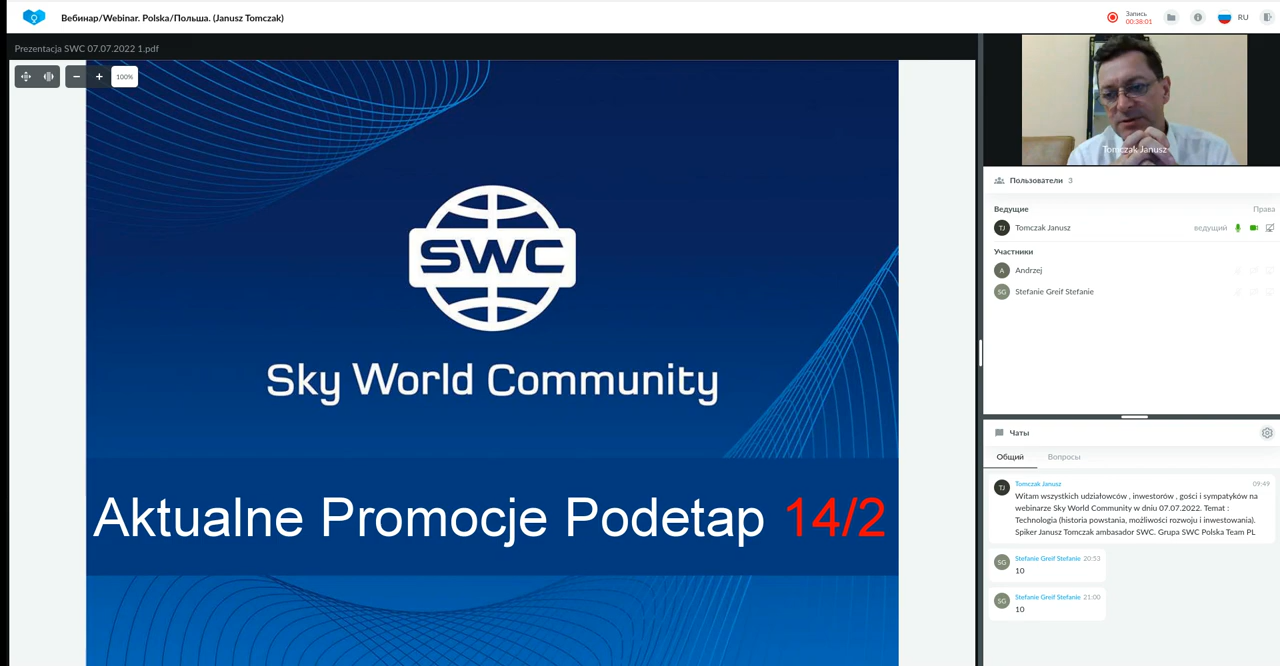 Вебинар/Webinar. Polska/Польша. (Janusz Tomczak)
Запись
00:38:01
RU
Prezentacja SWC 07.07.2022 1.pdf
100%
SWC
Sky World Community
Aktualne Promocje Podetap 14/2
Tomczak Janusz
Пользователи 3
Ведущие Права
TJ Tomczak Janusz ведущий
Участники
A Andrzej
SG Stefanie Greif Stefanie
Чаты
Общий Вопросы
TJ Tomczak Janusz 09:49
Witam wszystkich udziałowców , inwestorów , gości i sympatyków na
webinarze Sky World Community w dniu 07.07.2022. Temat :
Technologia (historia powstania, możliwości rozwoju i inwestowania).
Spiker Janusz Tomczak ambasador SWC. Grupa SWC Polska Team PL
SG Stefanie Greif Stefanie 20:53
10
SG Stefanie Greif Stefanie 21:00
10